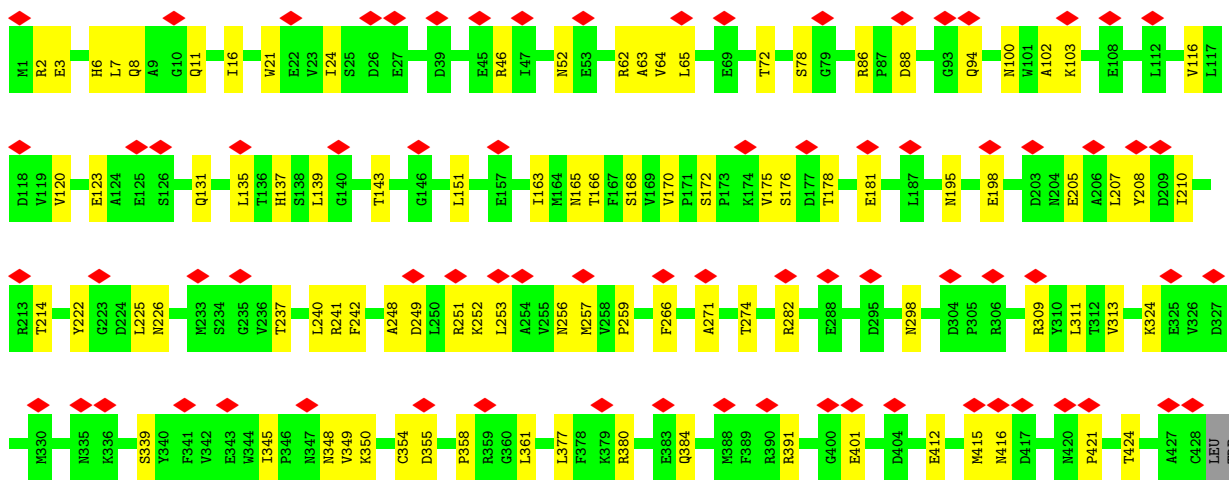 M1 R2 E3 H6 L7 Q8 A9 G10 Q11 I16 W21 E22 V23 I24 S25 D26 E27 D39 E45 R46 I47 N52 E53 R62 A63 V64 L65 E69 T72 S78 G79 R86 P87 D88 G93 Q94 N100 W101 A102 K103 E108 L112 V116 L117
D118 V119 V120 E123 A124 E125 S126 Q131 L135 T136 H137 S138 L139 G140 T143 G146 L151 E157 I163 M164 N165 T166 F167 S168 V169 V170 P171 S172 P173 K174 V175 S176 D177 T178 E181 L187 N195 E198 D203 N204 E205 A206 L207 Y208 D209 I210
R213 T214 Y222 G223 D224 L225 N226 M233 S234 G235 V236 T237 L240 R241 F242 A248 D249 L250 R251 K252 L253 A254 V255 N256 M257 V258 P259 F266 A271 T274 R282 E288 D295 N298 D304 P305 R306 R309 Y310 L311 T312 V313 K324 E325 V326 D327
M330 N335 K336 S339 Y340 F341 V342 E343 W344 I345 P346 N347 N348 V349 K350 C354 D355 P358 R359 G360 L361 L377 F378 K379 R380 E383 Q384 M388 F389 R390 R391 G400 E401 D404 E412 M415 N416 D417 N420 P421 T424 A427 C428 LEU